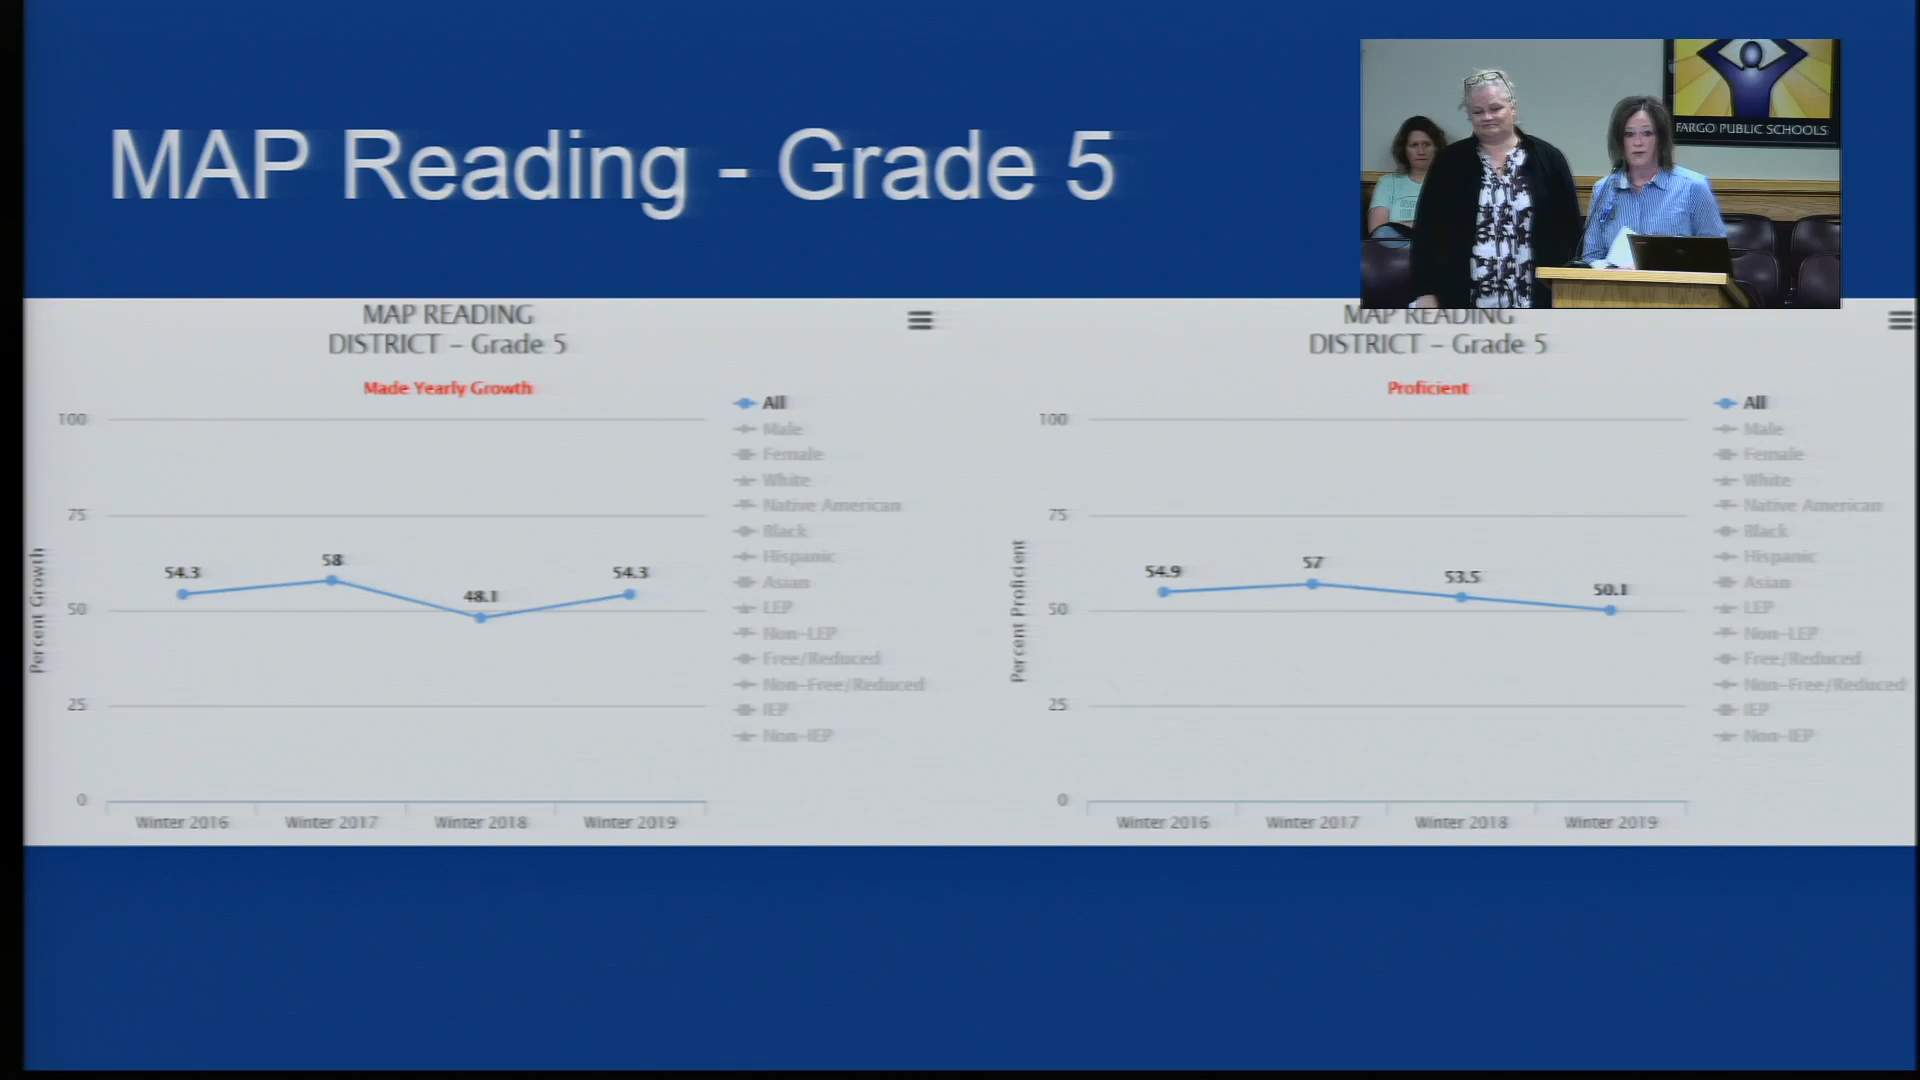 MAP Reading - Grade 5
FARGO PUBLIC SCHOOLS
MAP READING
DISTRICT – Grade 5
Made Yearly Growth
Percent Growth
100
75
50
25
0
54.3
58
48.1
54.3
Winter 2016
Winter 2017
Winter 2018
Winter 2019
All
Male
Female
White
Native American
Black
Hispanic
Asian
LEP
Non-LEP
Free/Reduced
Non-Free/Reduced
IEP
Non-IEP
MAP READING
DISTRICT – Grade 5
Proficient
Percent Proficient
100
75
50
25
0
54.9
57
53.5
50.1
Winter 2016
Winter 2017
Winter 2018
Winter 2019
All
Male
Female
White
Native American
Black
Hispanic
Asian
LEP
Non-LEP
Free/Reduced
Non-Free/Reduced
IEP
Non-IEP